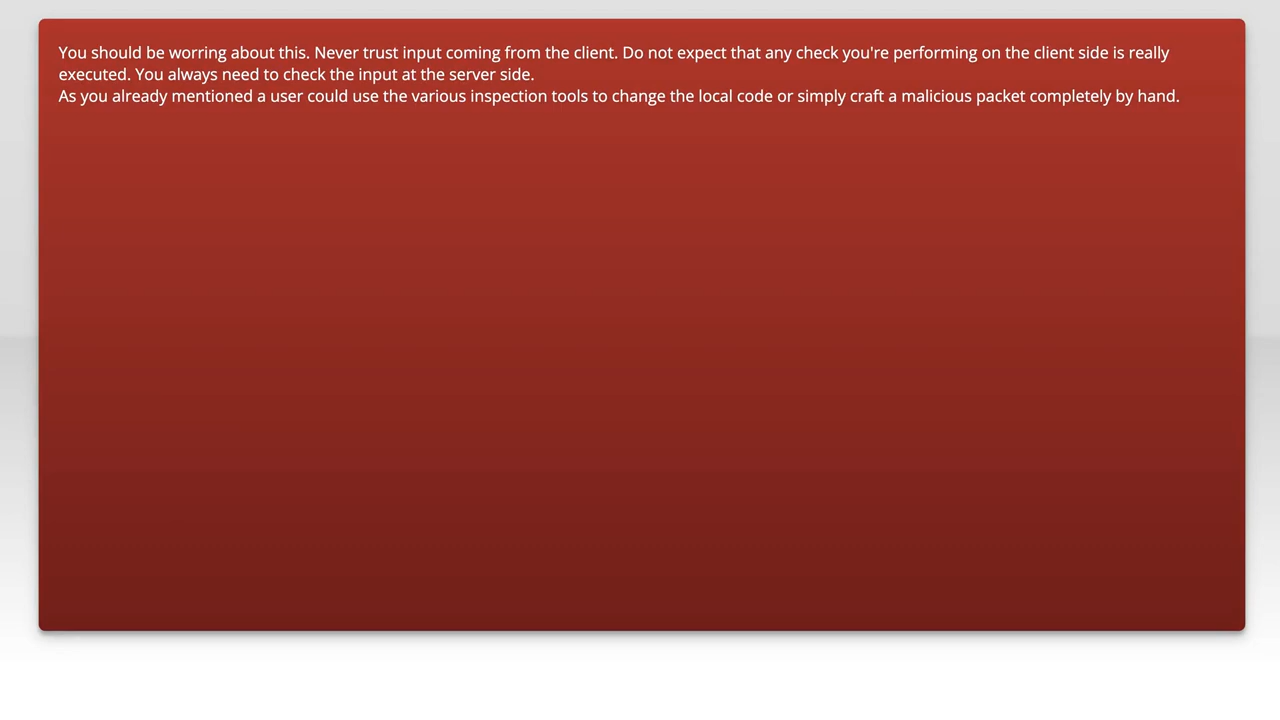 You should be worring about this. Never trust input coming from the client. Do not expect that any check you're performing on the client side is really
executed. You always need to check the input at the server side.
As you already mentioned a user could use the various inspection tools to change the local code or simply craft a malicious packet completely by hand.